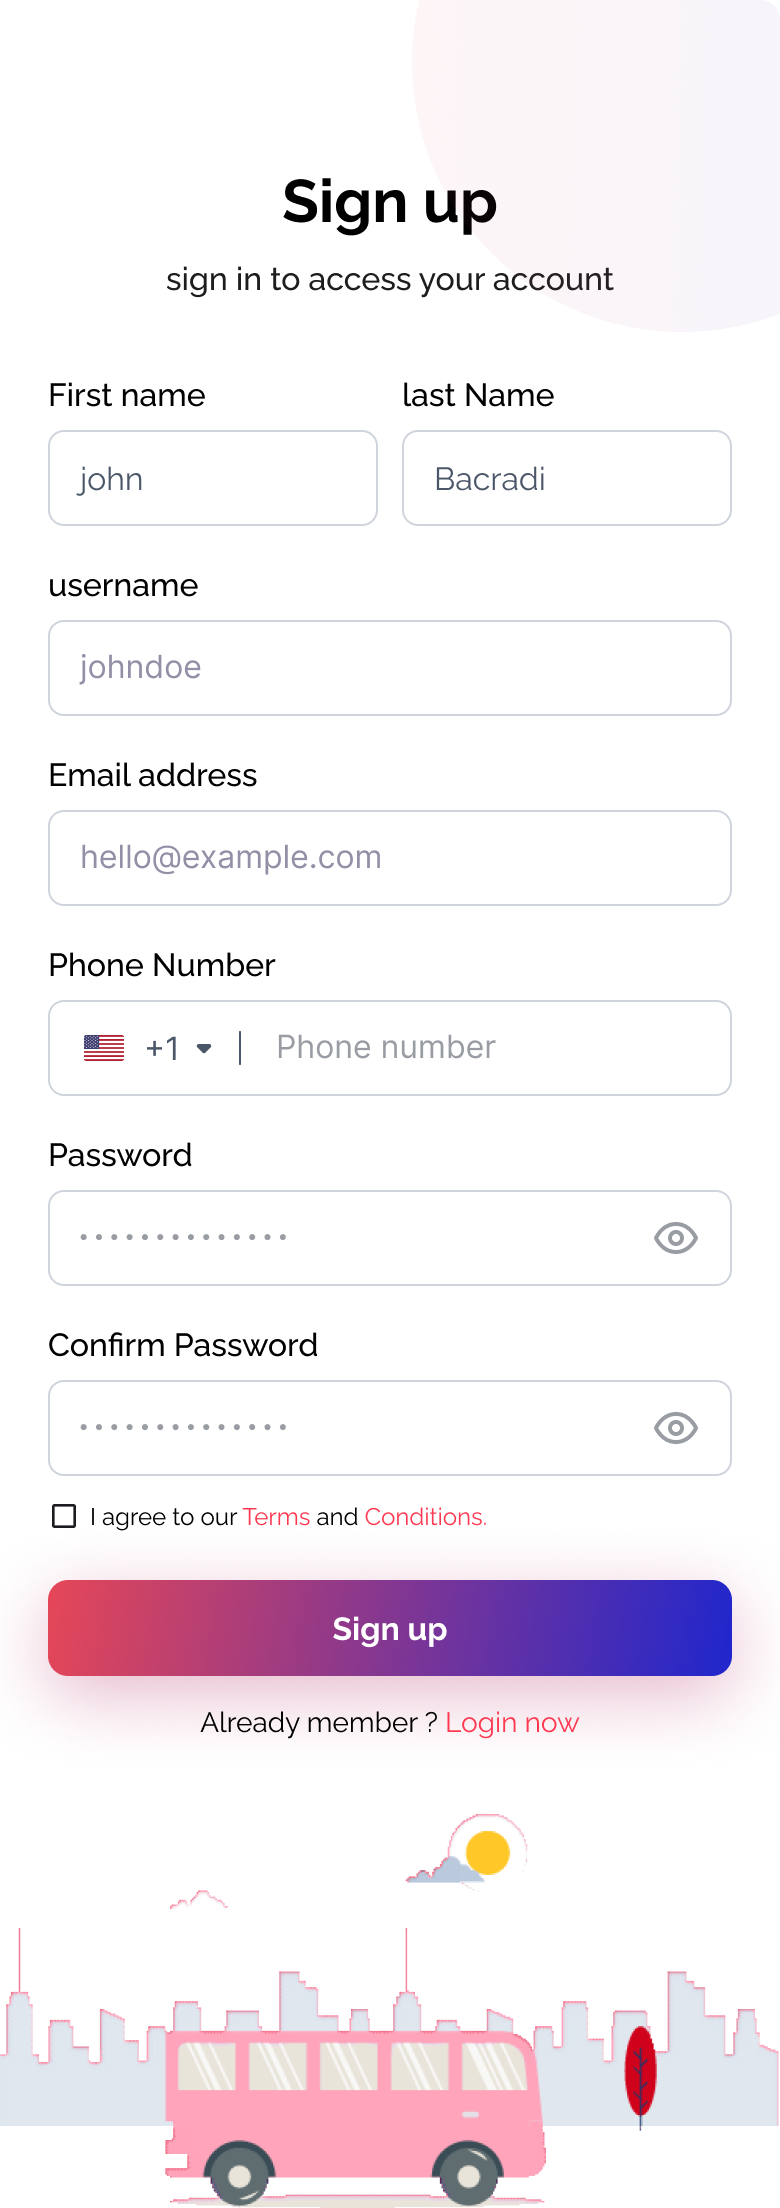 Sign up
sign in to access your account
First name last Name
john Bacradi
username
johndoe
Email address
hello@example.com
Phone Number
+1 | Phone number
Password
••••••••••••••
Confirm Password
••••••••••••••
I agree to our Terms and Conditions.
Sign up
Already member ? Login now